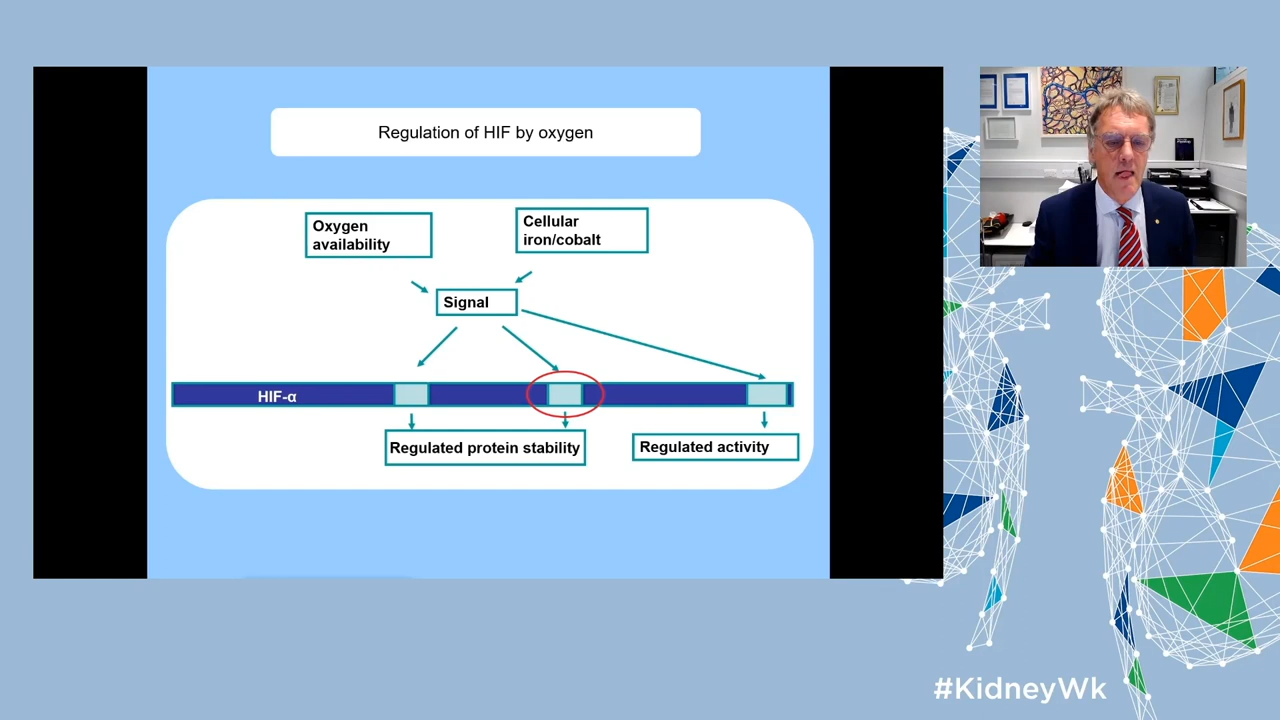 Regulation of HIF by oxygen
Oxygen
availability
Cellular
iron/cobalt
Signal
HIF-α
Regulated protein stability
Regulated activity
#KidneyWk